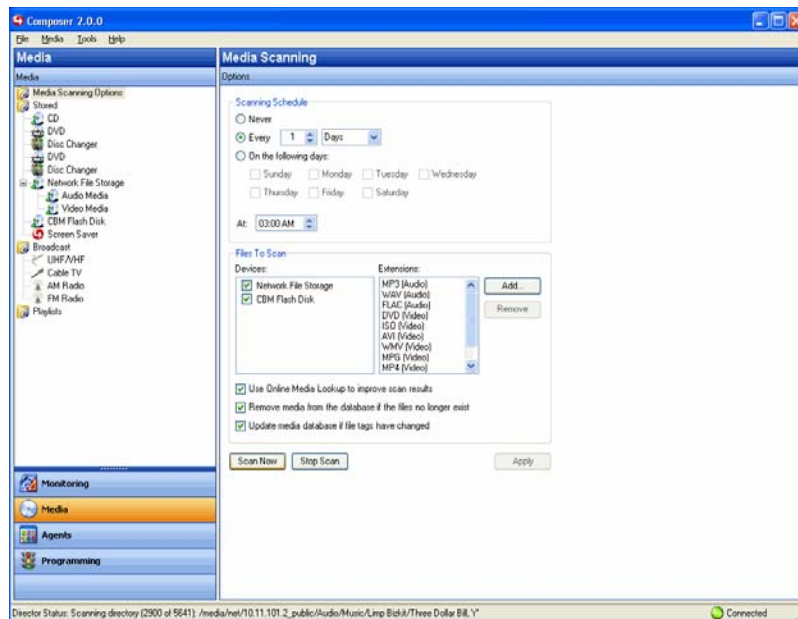 Composer 2.0.0
File Media Tools Help
Media
Media
Media Scanning Options
Stored
CD
DVD
Disc Changer
DVD
Disc Changer
Network File Storage
Audio Media
Video Media
CBM Flash Disk
Screen Saver
Broadcast
UHF/VHF
Cable TV
AM Radio
FM Radio
Playlists
Monitoring
Media
Agents
Programming
Media Scanning
Options
Scanning Schedule
Never
Every 1 Days
On the following days:
Sunday Monday Tuesday Wednesday
Thursday Friday Saturday
At: 03:00 AM
Files To Scan
Devices:
Network File Storage
CBM Flash Disk
Extensions:
MP3 (Audio)
WAV (Audio)
FLAC (Audio)
DVD (Video)
ISO (Video)
AVI (Video)
WMV (Video)
MPG (Video)
MP4 (Video)
Add...
Remove
Use Online Media Lookup to improve scan results
Remove media from the database if the files no longer exist
Update media database if file tags have changed
Scan Now Stop Scan Apply
Director Status: Scanning directory (2900 of 5641): /media/net/10.11.101.2_public/Audio/Music/Limp Bizkit/Three Dollar Bill, Y"
Connected